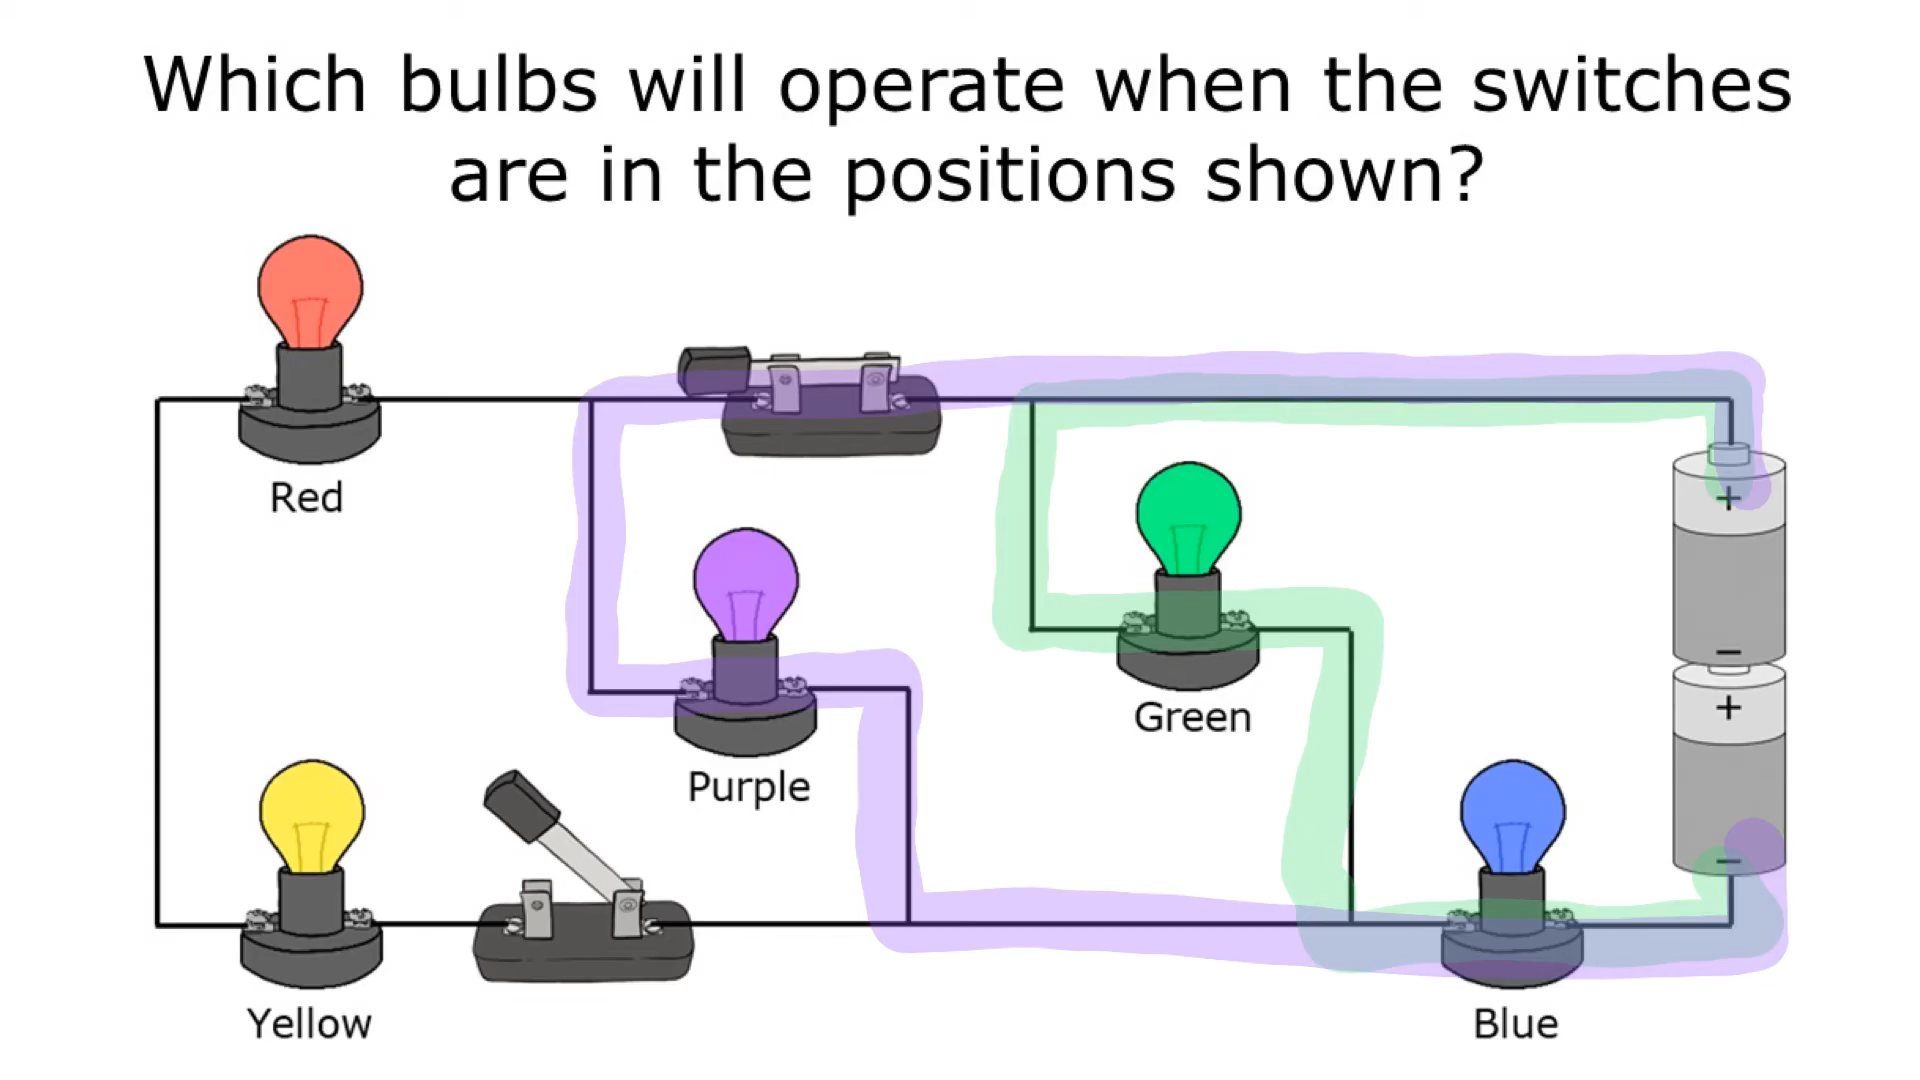 Which bulbs will operate when the switches
are in the positions shown?
Red
+
Purple
Green
−
+
−
Yellow
Blue